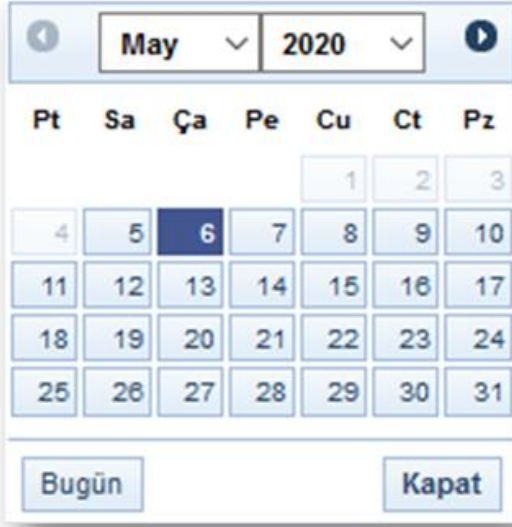 May 2020
Pt Sa Ça Pe Cu Ct Pz
1 2 3
4 5 6 7 8 9 10
11 12 13 14 15 16 17
18 19 20 21 22 23 24
25 26 27 28 29 30 31
Bugün Kapat